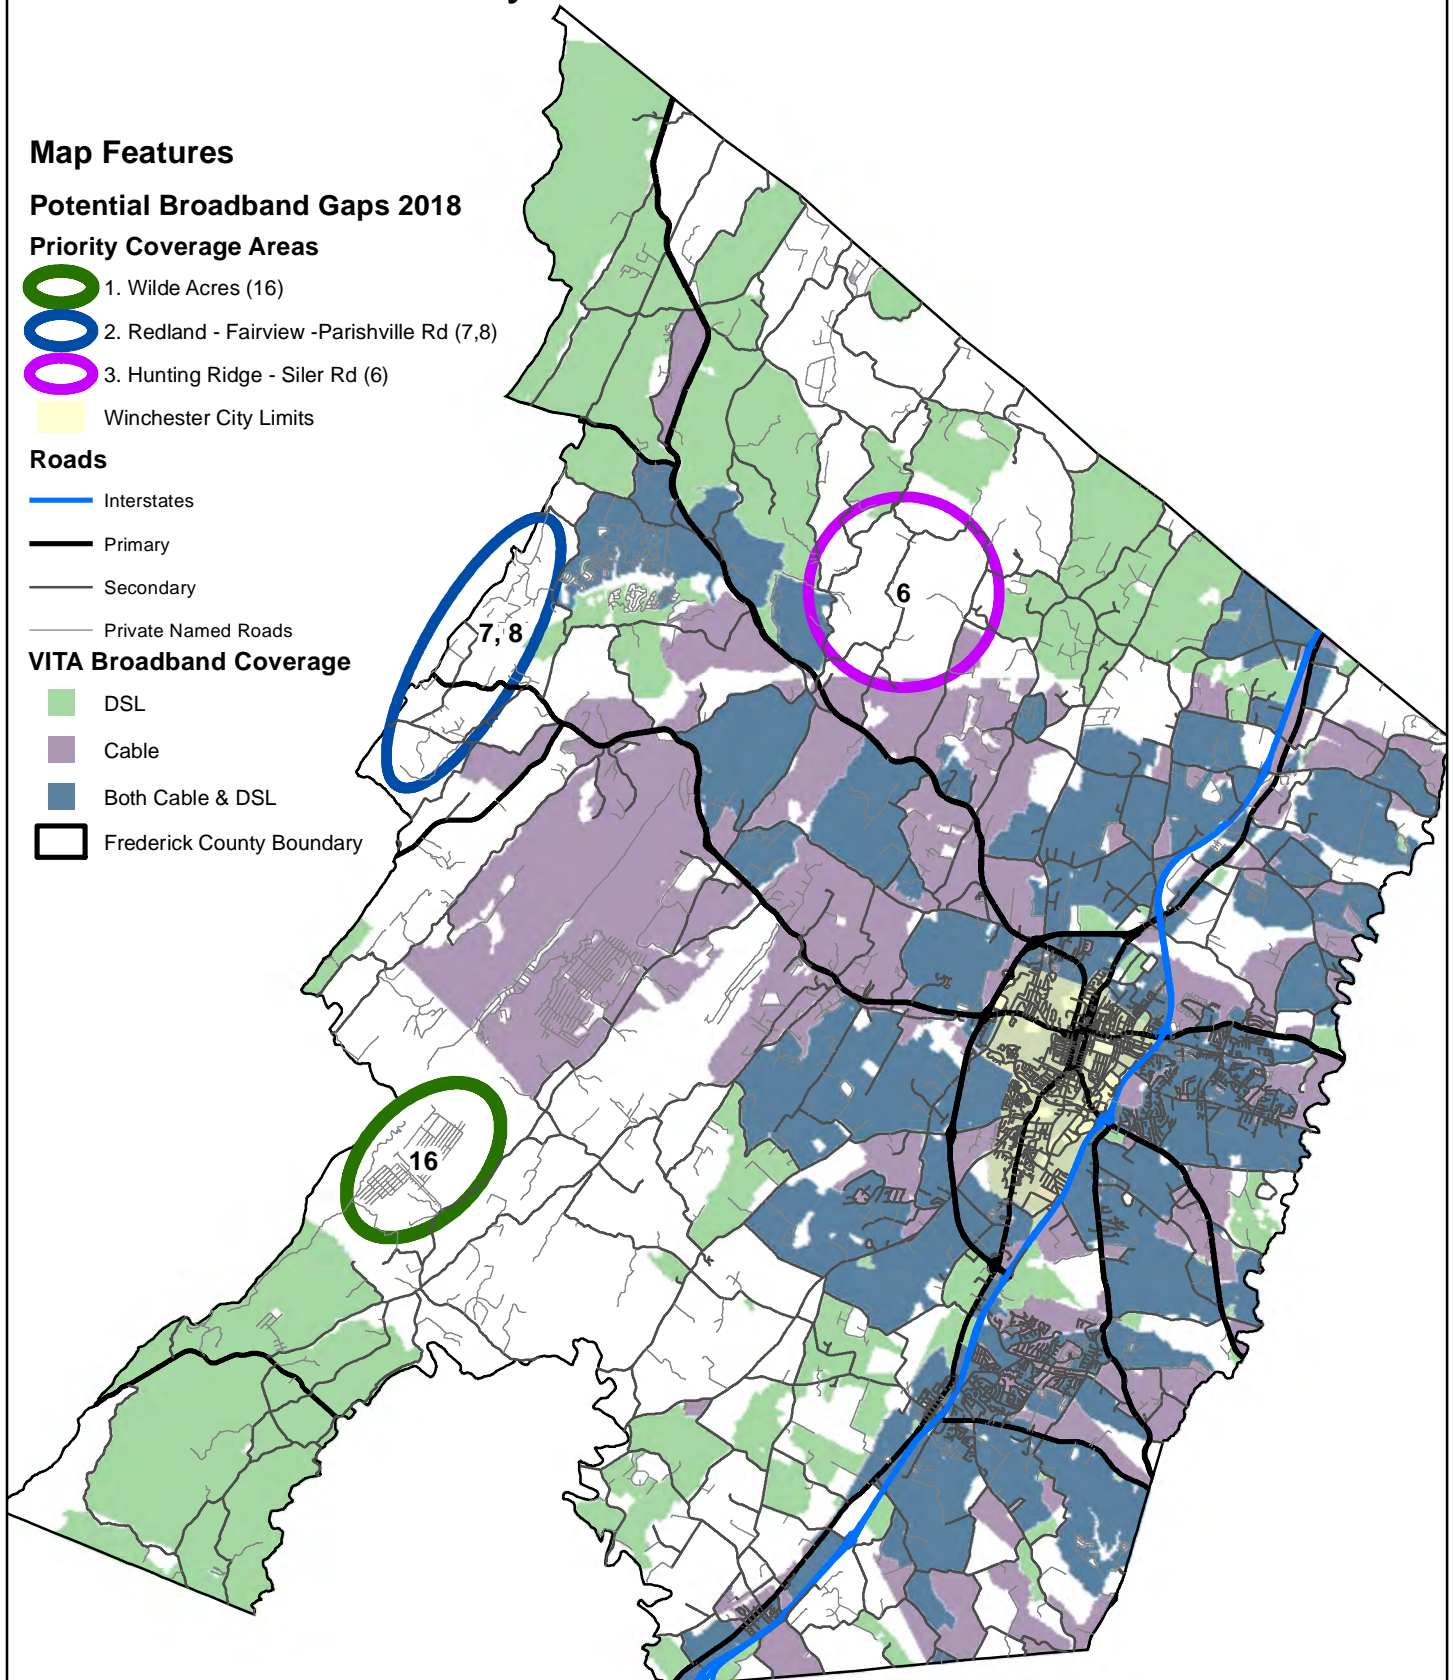 Map Features
Potential Broadband Gaps 2018
Priority Coverage Areas
1. Wilde Acres (16)
2. Redland - Fairview -Parishville Rd (7,8)
3. Hunting Ridge - Siler Rd (6)
Winchester City Limits
Roads
Interstates
Primary
Secondary
Private Named Roads
VITA Broadband Coverage
DSL
Cable
Both Cable & DSL
Frederick County Boundary
6
7, 8
16